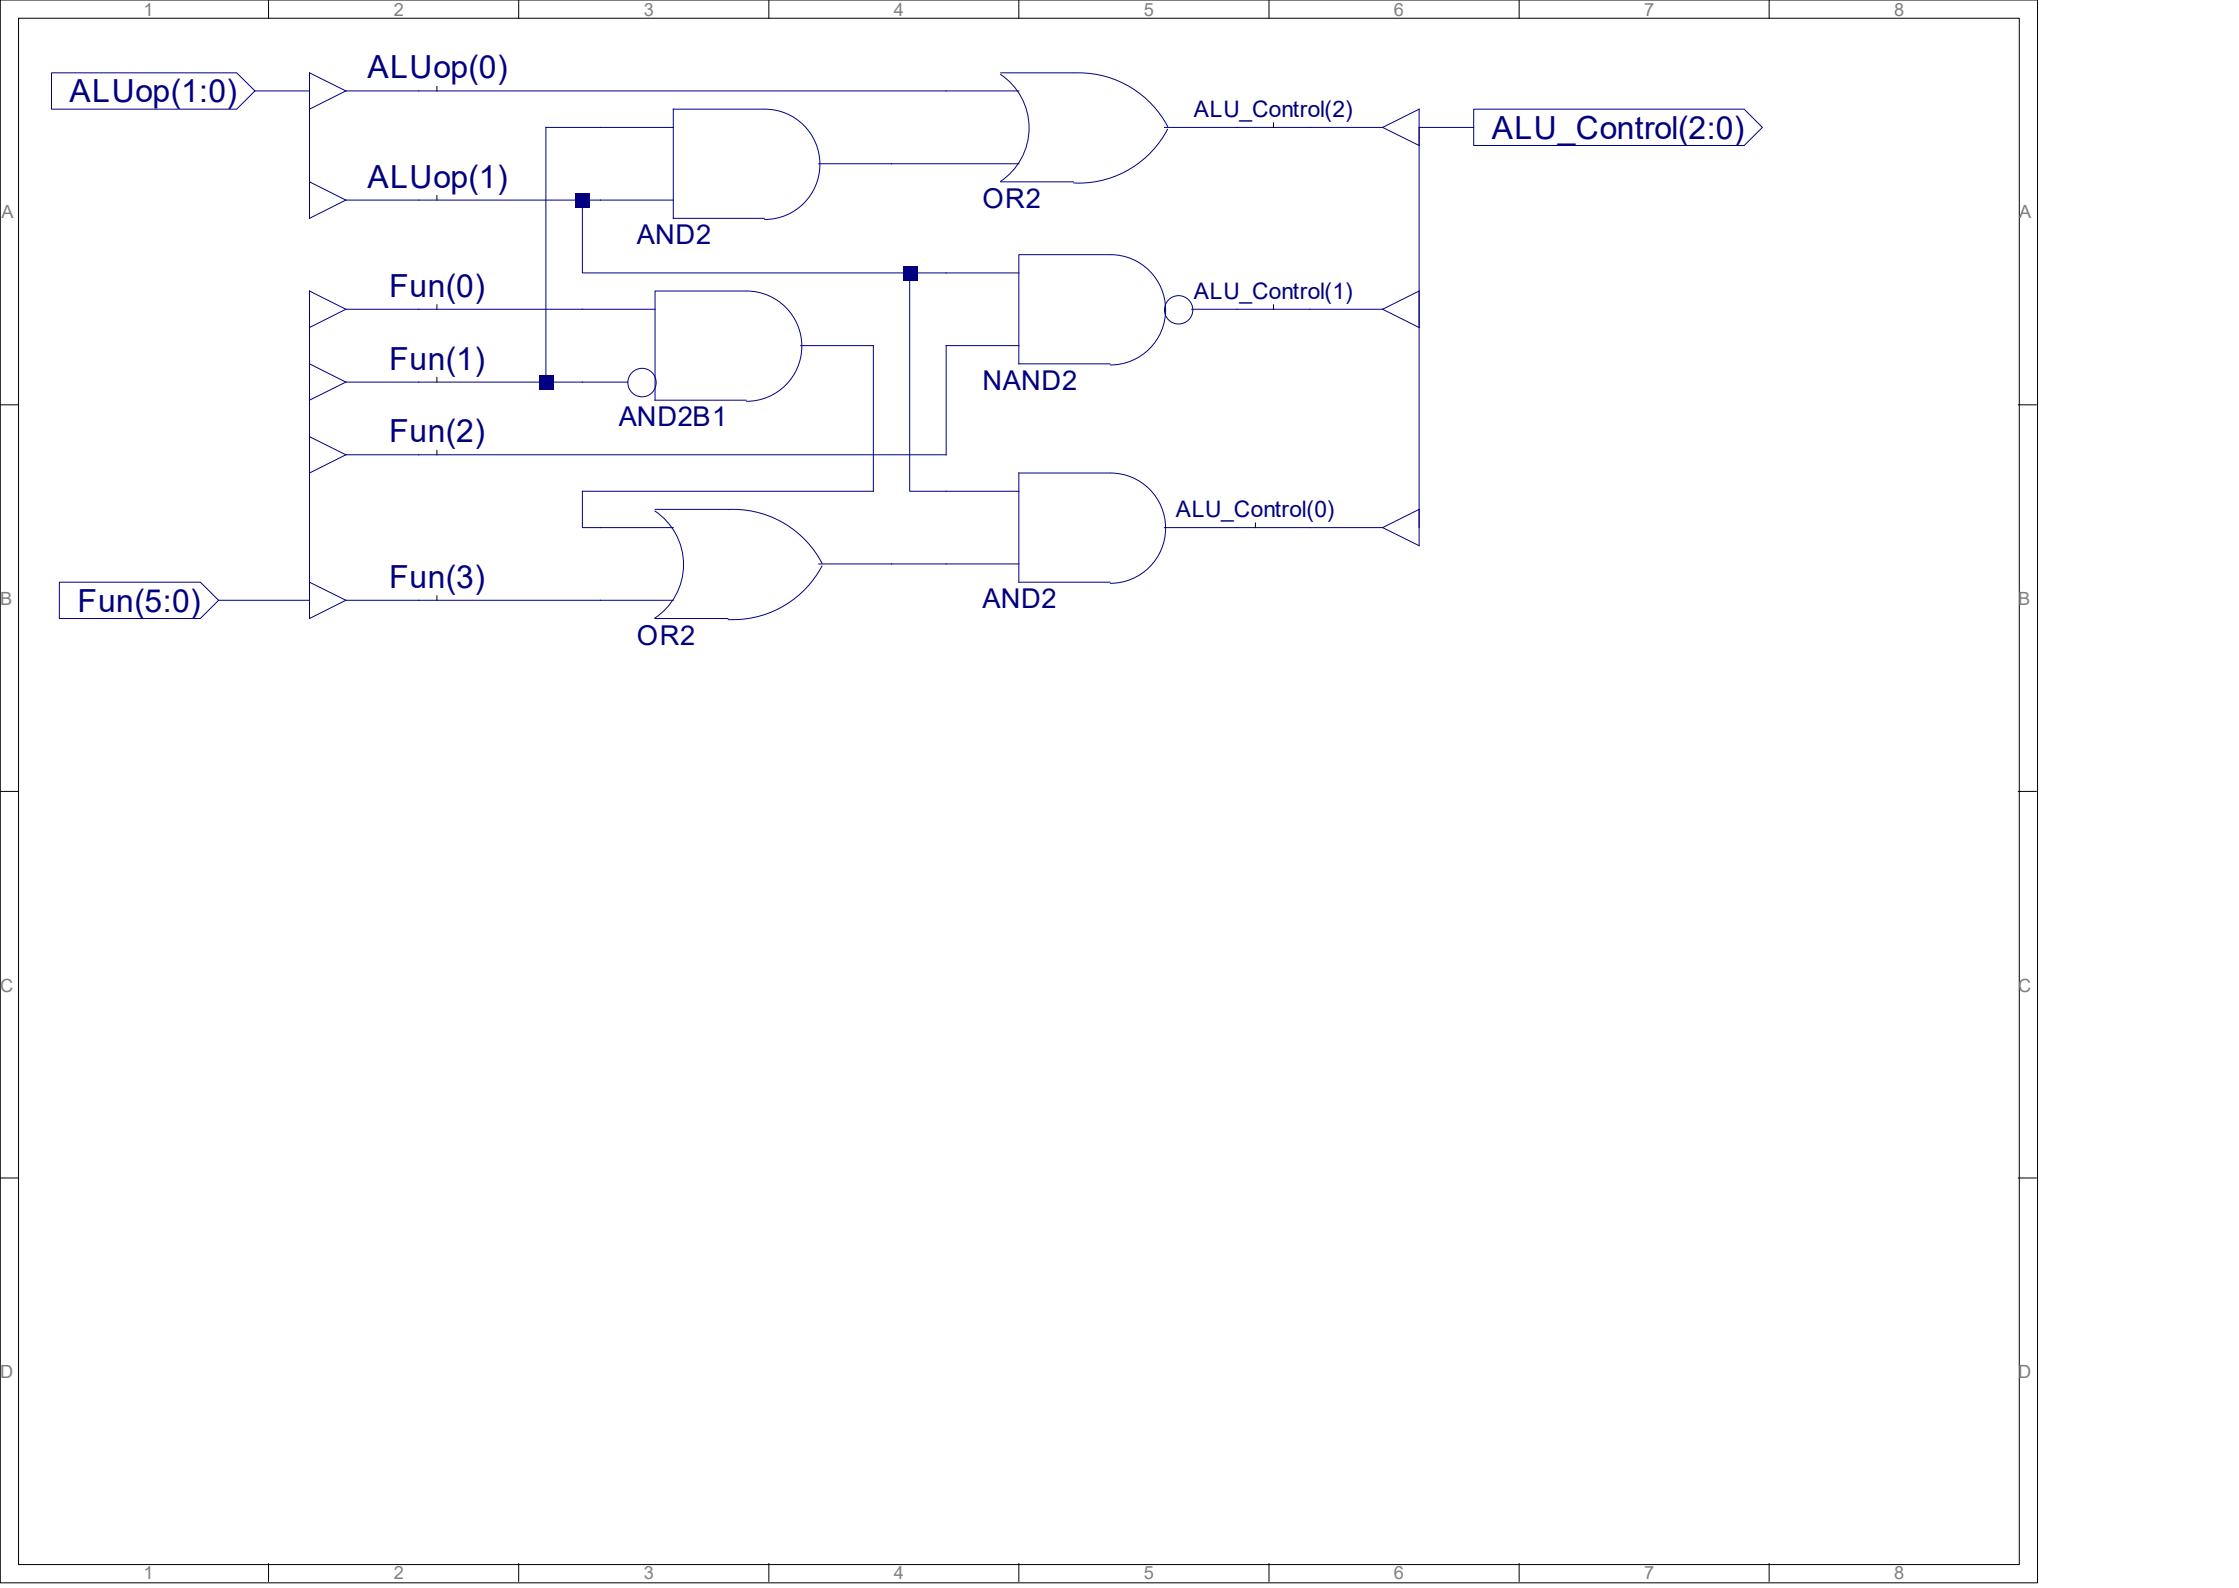 1 2 3 4 5 6 7 8
ALUop(0)
ALUop(1:0)
ALU_Control(2)
ALU_Control(2:0)
ALUop(1)
OR2
A A
AND2
Fun(0)
ALU_Control(1)
Fun(1)
NAND2
AND2B1
Fun(2)
ALU_Control(0)
Fun(3)
Fun(5:0)
AND2
B B
OR2
C C
D D
1 2 3 4 5 6 7 8